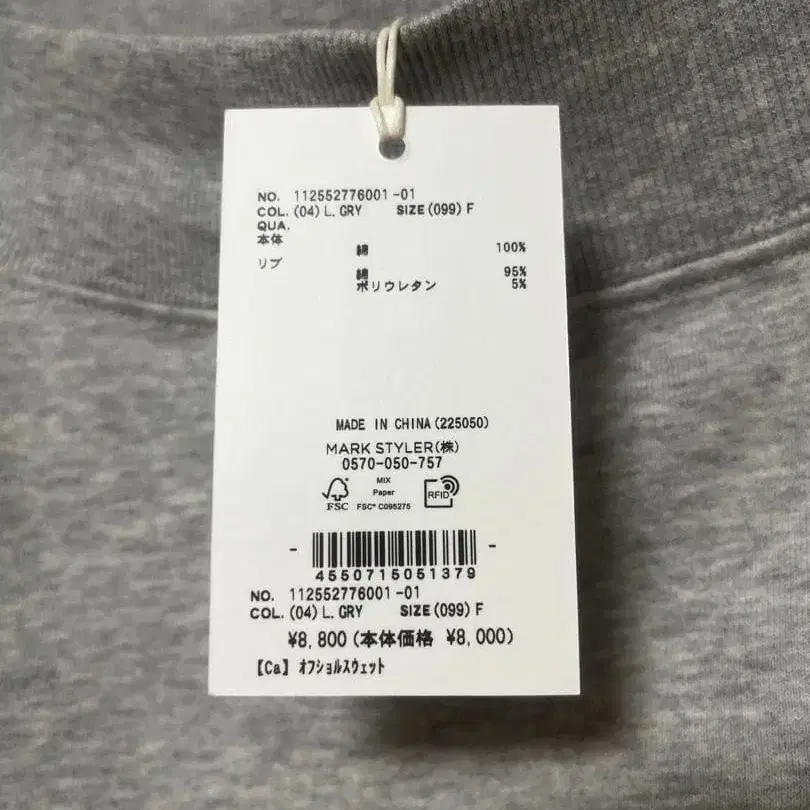 NO. 112552776001-01
COL. (04) L. GRY SIZE (099) F
QUA.
本体 綿 100%
リブ 綿 95%
ポリウレタン 5%
MADE IN CHINA (225050)
MARK STYLER(株)
0570-050-757
FSC
MIX
Paper
FSC® C095275
RFID
4550715051379
NO. 112552776001-01
COL. (04) L. GRY SIZE (099) F
¥8,800 (本体価格 ¥8,000)
【Ca】 ｵﾌｼｮﾙｽｳｪｯﾄ